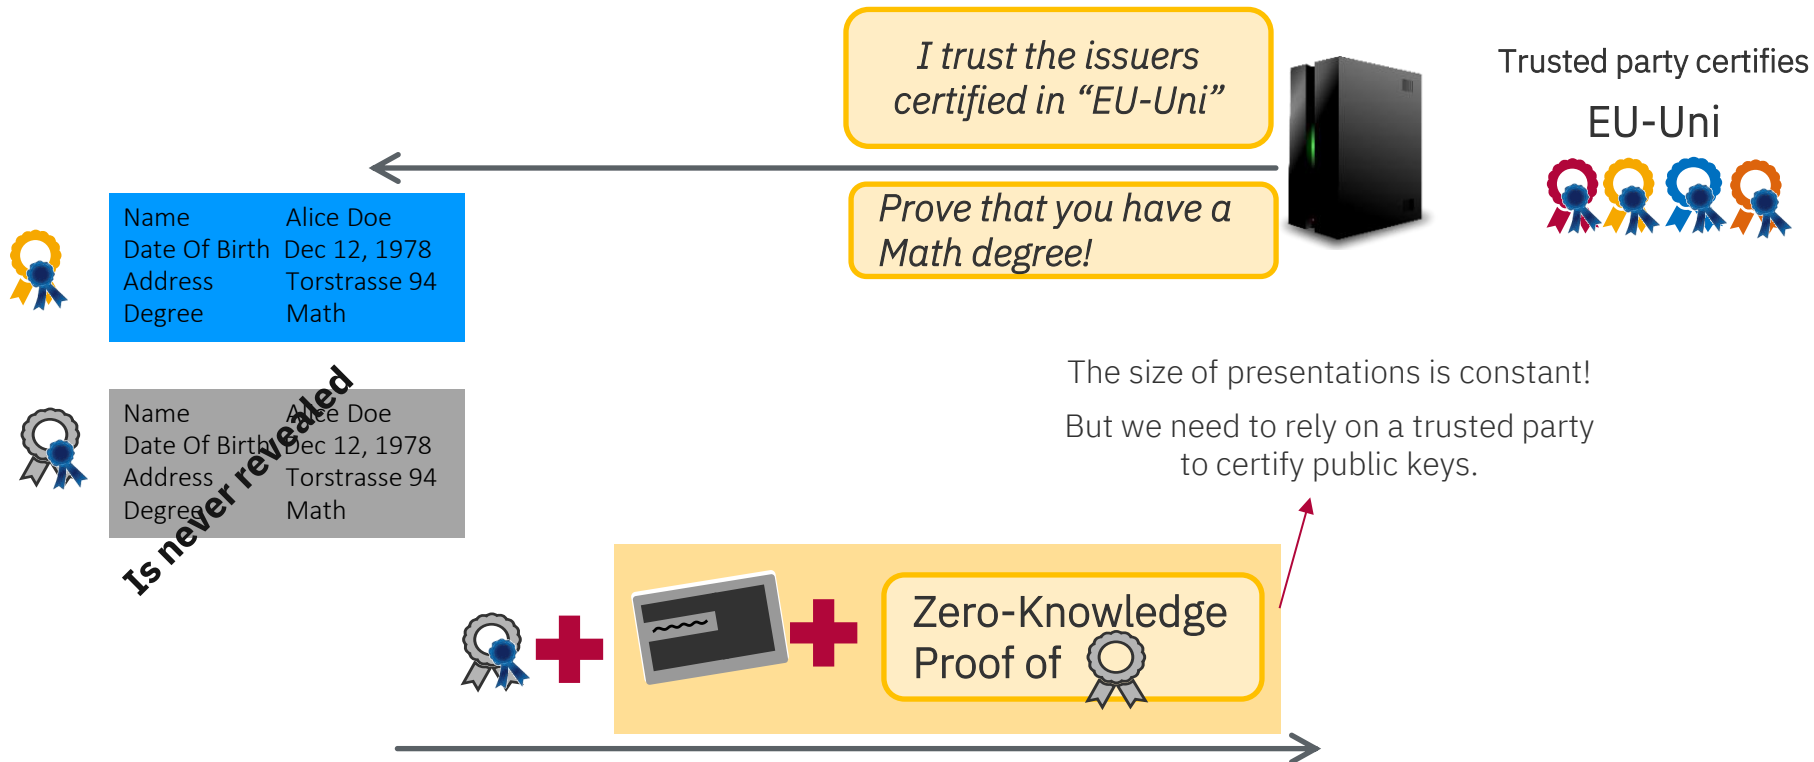 I trust the issuers
certified in “EU-Uni”
Trusted party certifies
EU-Uni
Prove that you have a
Math degree!
Name Alice Doe
Date Of Birth Dec 12, 1978
Address Torstrasse 94
Degree Math
Name Alice Doe
Date Of Birth Dec 12, 1978
Address Torstrasse 94
Degree Math
Is never revealed
The size of presentations is constant!
But we need to rely on a trusted party
to certify public keys.
Zero-Knowledge
Proof of